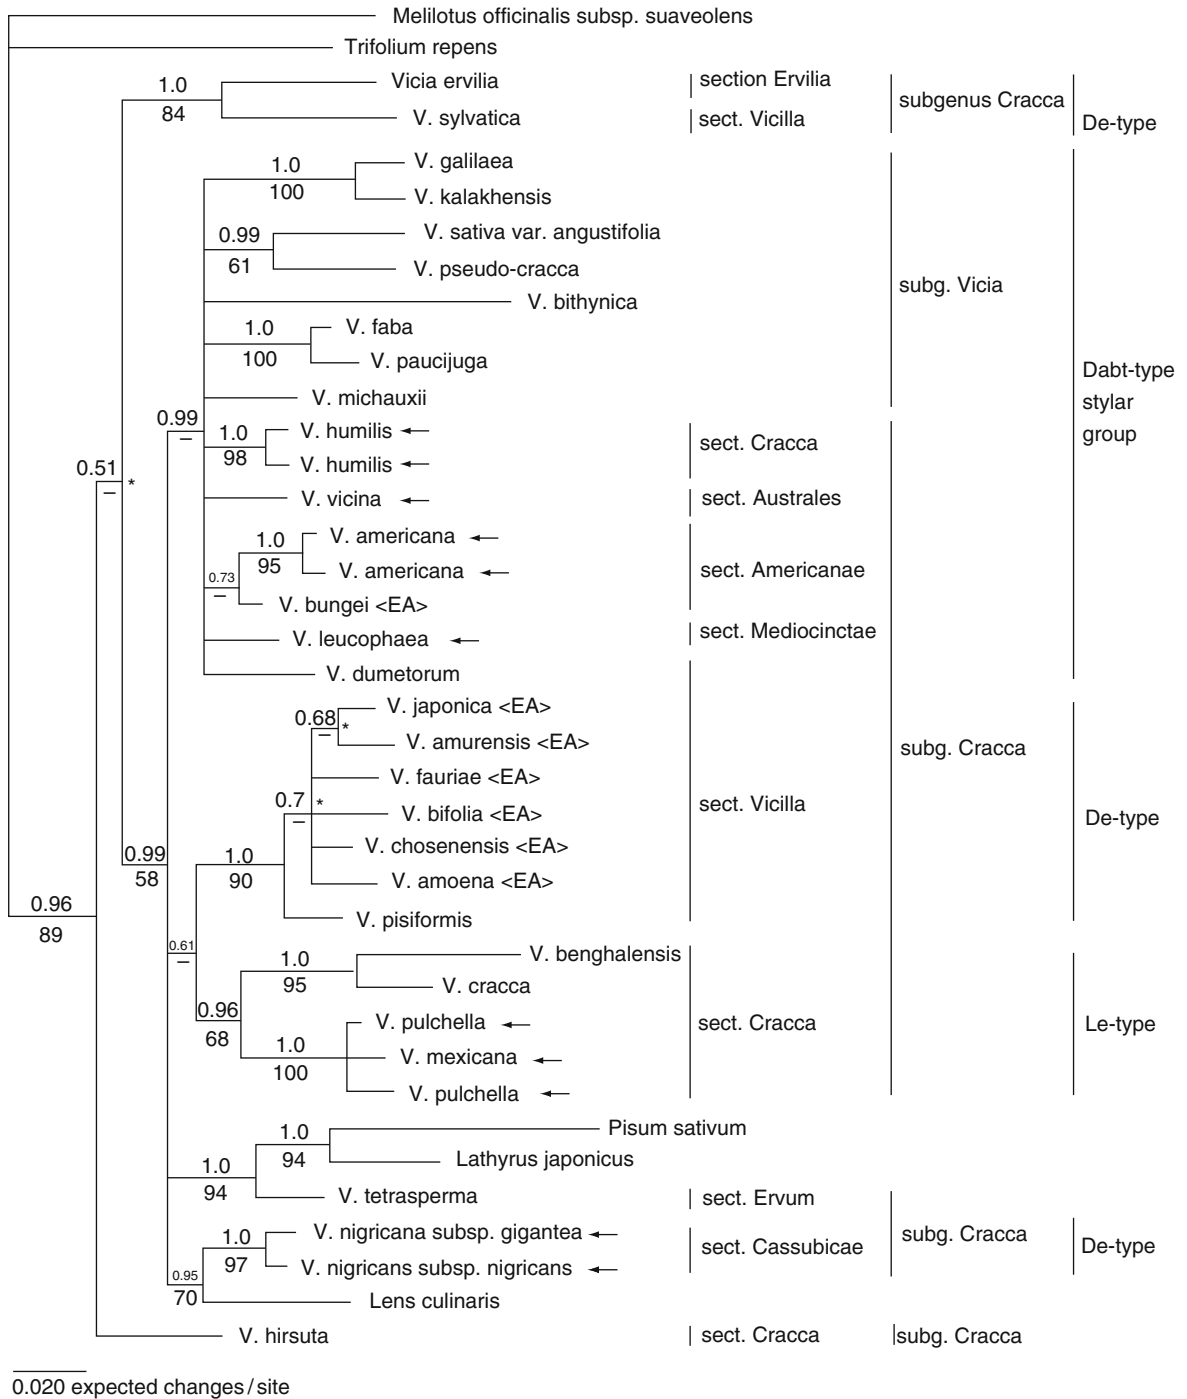 Melilotus officinalis subsp. suaveolens
Trifolium repens
1.0
84
Vicia ervilia
section Ervilia
subgenus Cracca
De-type
V. sylvatica
sect. Vicilla
1.0
100
V. galilaea
V. kalakhensis
0.99
61
V. sativa var. angustifolia
V. pseudo-cracca
subg. Vicia
V. bithynica
1.0
100
V. faba
V. paucijuga
Dabt-type
stylar
group
V. michauxii
0.99
–
1.0
98
V. humilis
V. humilis
sect. Cracca
0.51
–
*
V. vicina
sect. Australes
1.0
95
V. americana
V. americana
sect. Americanae
0.73
–
V. bungei <EA>
V. leucophaea
sect. Mediocinctae
V. dumetorum
0.68
–
*
V. japonica <EA>
V. amurensis <EA>
subg. Cracca
V. fauriae <EA>
0.7
–
*
V. bifolia <EA>
sect. Vicilla
De-type
V. chosenensis <EA>
0.99
58
1.0
90
V. amoena <EA>
V. pisiformis
0.96
89
0.61
–
1.0
95
V. benghalensis
V. cracca
0.96
68
V. pulchella
sect. Cracca
Le-type
1.0
100
V. mexicana
V. pulchella
1.0
94
Pisum sativum
Lathyrus japonicus
1.0
94
V. tetrasperma
sect. Ervum
1.0
97
V. nigricana subsp. gigantea
subg. Cracca
sect. Cassubicae
De-type
V. nigricans subsp. nigricans
0.95
70
Lens culinaris
V. hirsuta
sect. Cracca
subg. Cracca
0.020 expected changes/site